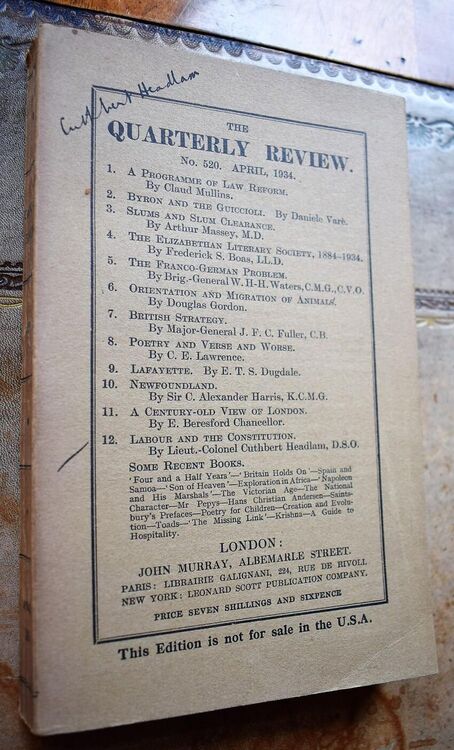 Cuthbert Headlam
THE
QUARTERLY REVIEW.
No. 520. APRIL, 1934.
1. A PROGRAMME OF LAW REFORM.
By Claud Mullins.
2. BYRON AND THE GUICCIOLI. By Daniele Varè.
3. SLUMS AND SLUM CLEARANCE.
By Arthur Massey, M.D.
4. THE ELIZABETHAN LITERARY SOCIETY, 1884-1934.
By Frederick S. Boas, LL.D.
5. THE FRANCO-GERMAN PROBLEM.
By Brig.-General W. H-H. Waters, C.M.G., C.V.O.
6. ORIENTATION AND MIGRATION OF ANIMALS.
By Douglas Gordon.
7. BRITISH STRATEGY.
By Major-General J. F. C. Fuller, C.B.
8. POETRY AND VERSE AND WORSE.
By C. E. Lawrence.
9. LAFAYETTE. By E. T. S. Dugdale.
10. NEWFOUNDLAND.
By Sir C. Alexander Harris, K.C.M.G.
11. A CENTURY-OLD VIEW OF LONDON.
By E. Beresford Chancellor.
12. LABOUR AND THE CONSTITUTION.
By Lieut.-Colonel Cuthbert Headlam, D.S.O.
SOME RECENT BOOKS.
'Four and a Half Years'—'Britain Holds On'—Spain and
Samoa—'Son of Heaven'—Exploration in Africa—'Napoleon
and His Marshals'—The Victorian Age—The National
Character—Mr Pepys—Hans Christian Andersen—Saints-
bury's Prefaces—Poetry for Children—Creation and Evolu-
tion—Toads—'The Missing Link'—Krishna—A Guide to
Hospitality.
LONDON:
JOHN MURRAY, ALBEMARLE STREET.
PARIS: LIBRAIRIE GALIGNANI, 224, RUE DE RIVOLI
NEW YORK: LEONARD SCOTT PUBLICATION COMPANY.
PRICE SEVEN SHILLINGS AND SIXPENCE
This Edition is not for sale in the U.S.A.